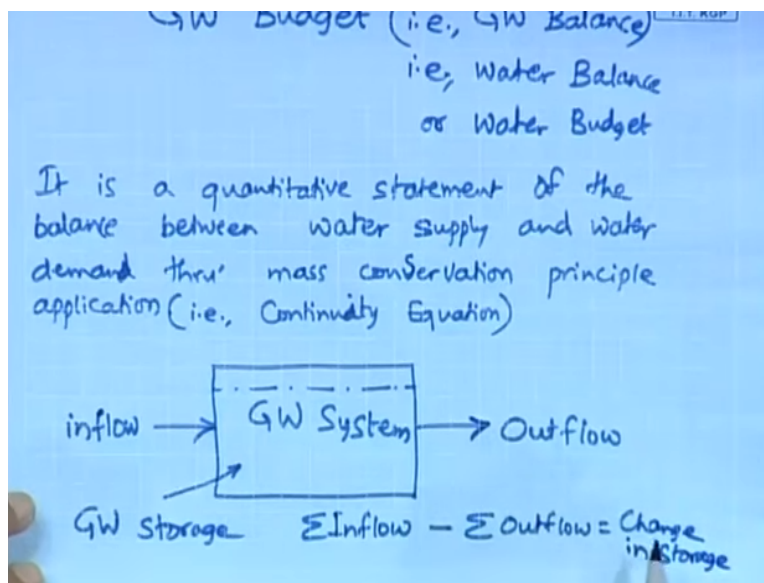 GW Budget (i.e., GW Balance)
I.I.T. KGP
i.e, Water Balance
or Water Budget
It is a quantitative statement of the
balance between water supply and water
demand thru' mass conservation principle
application (i.e., Continuity Equation)
inflow GW System Outflow
GW Storage ΣInflow - ΣOutflow = Change
in Storage